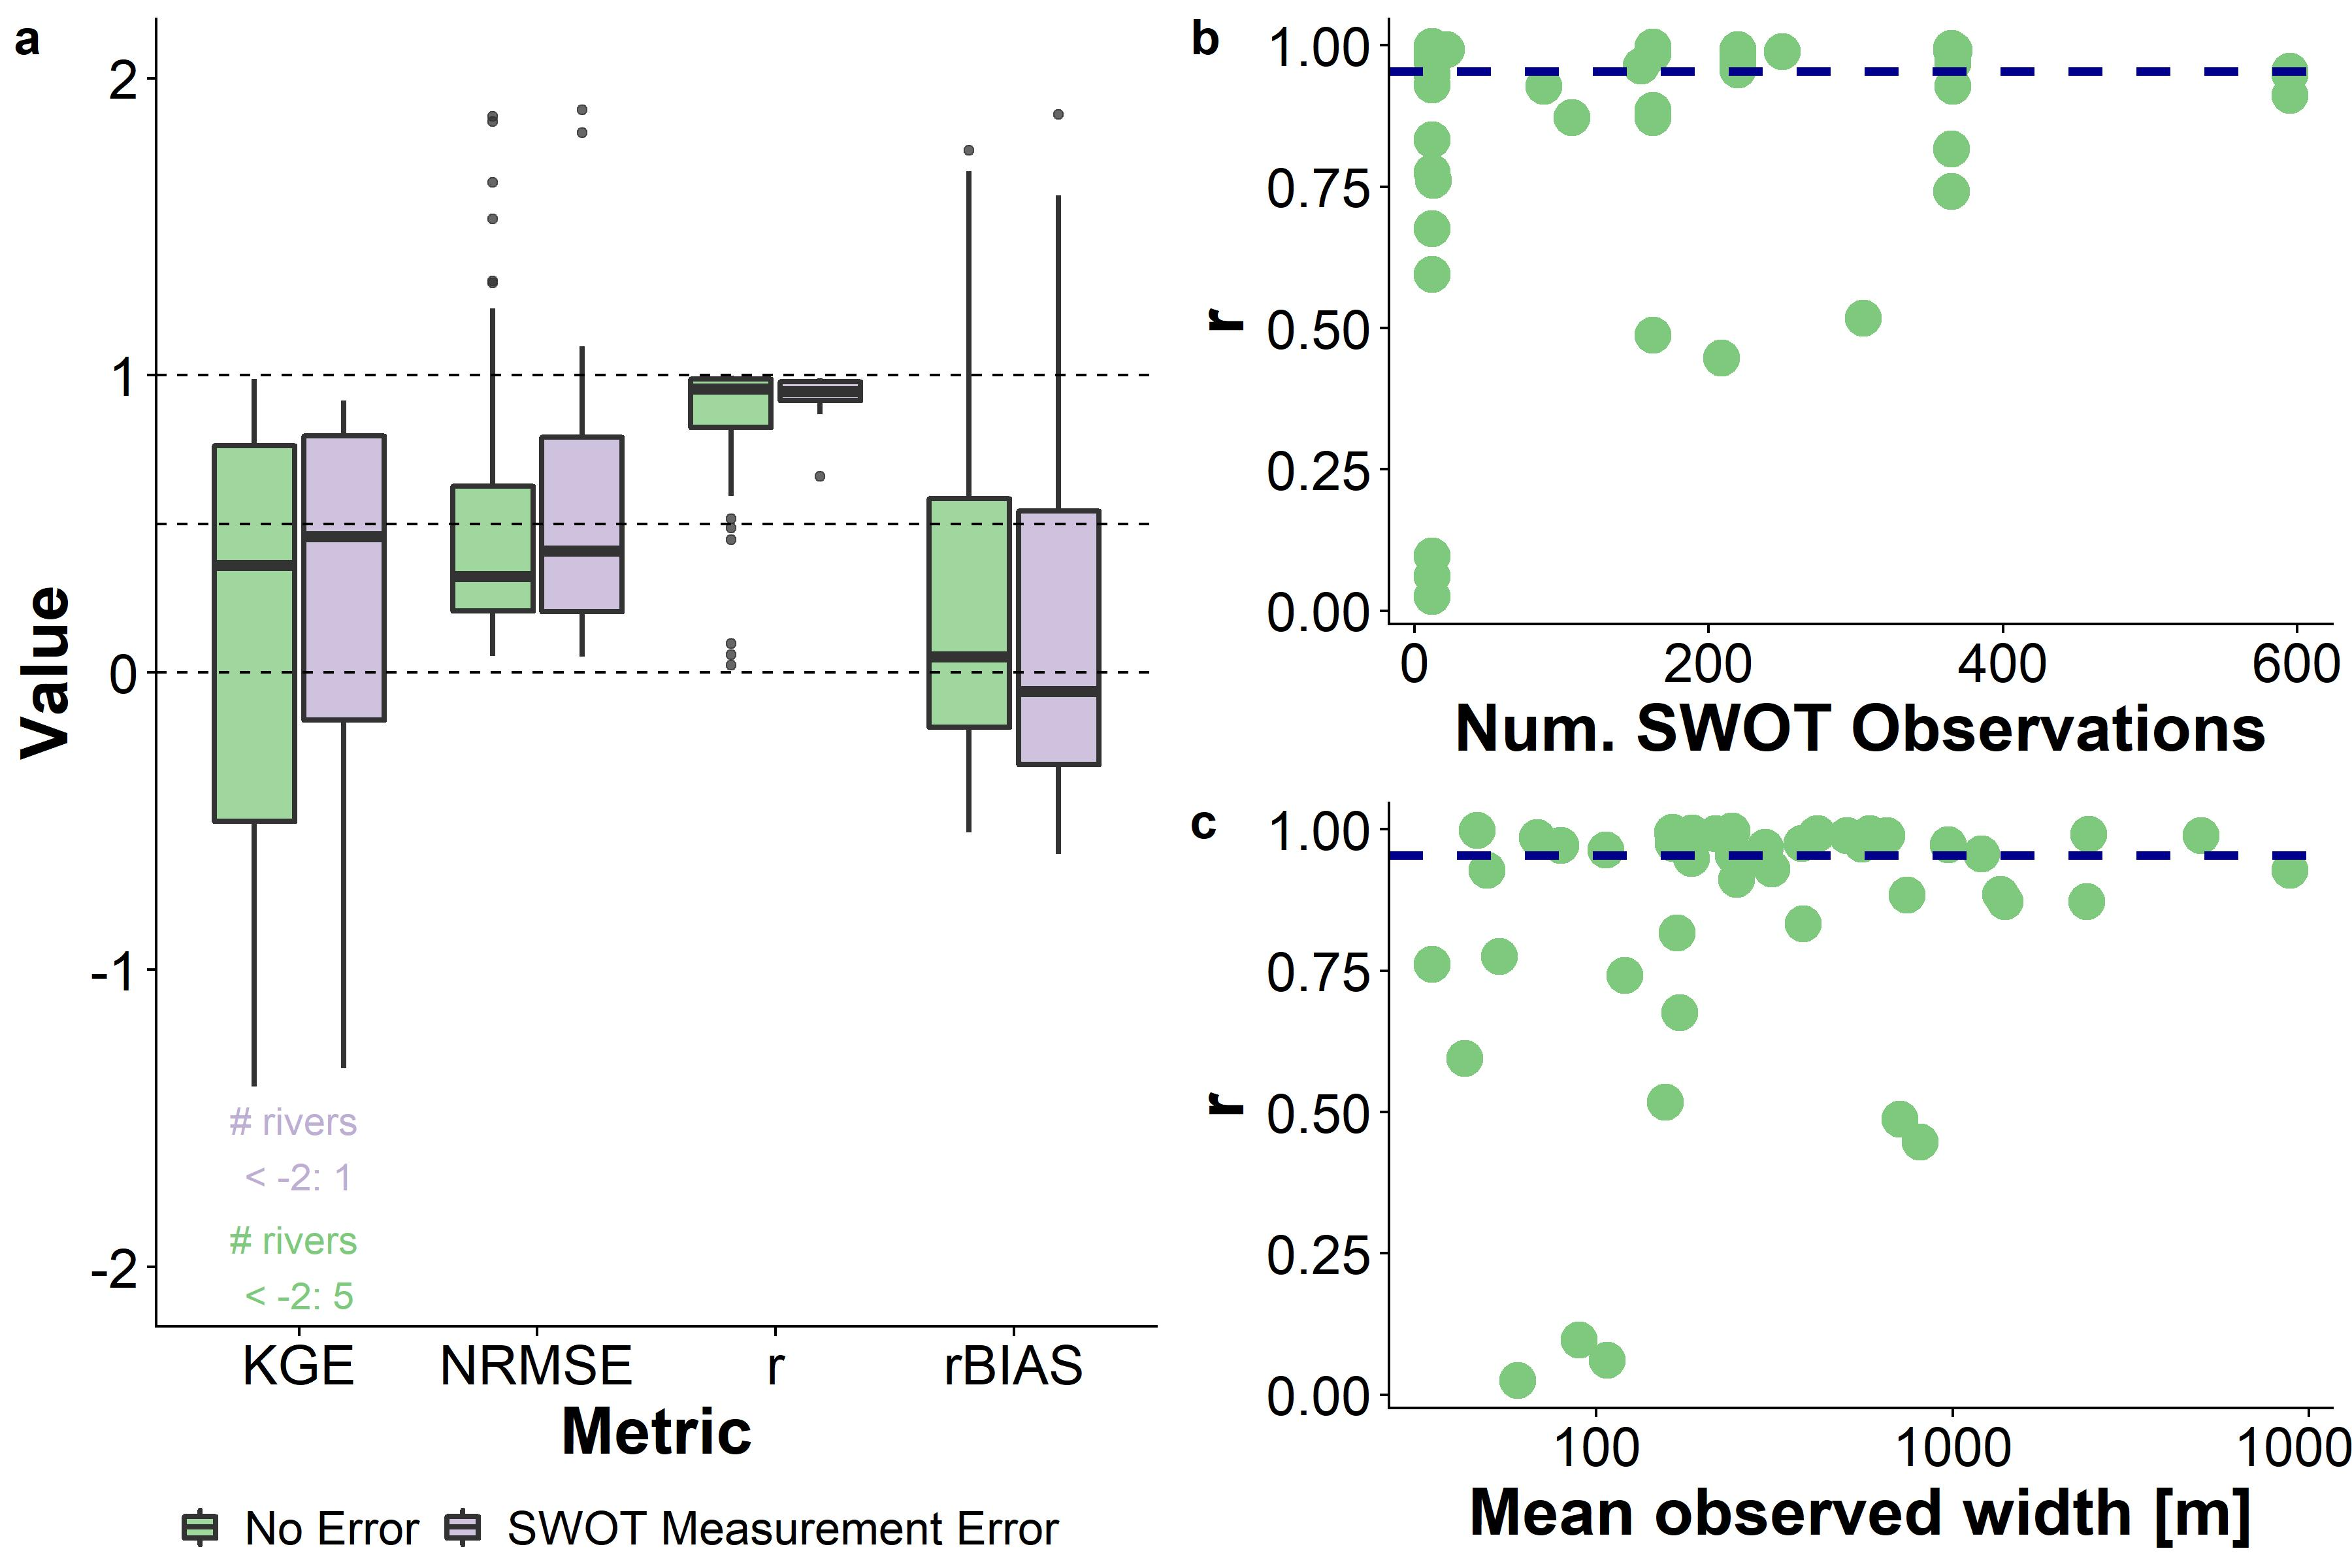 a
2
1
0
-1
-2
Value
# rivers
< -2: 1
# rivers
< -2: 5
KGE NRMSE r rBIAS
Metric
No Error SWOT Measurement Error
b
1.00
0.75
0.50
0.25
0.00
r
0 200 400 600
Num. SWOT Observations
c
1.00
0.75
0.50
0.25
0.00
r
100 1000 1000
Mean observed width [m]